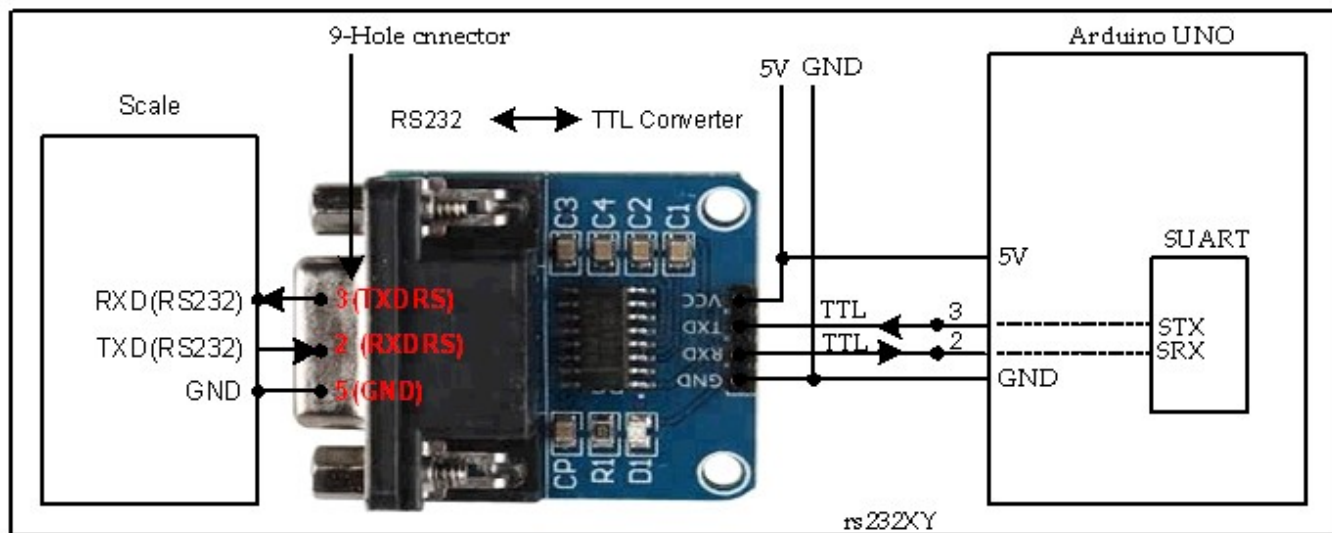 9-Hole cnnector
Arduino UNO
5V GND
Scale
RS232
TTL Converter
C3
C4
C2
C1
SUART
5V
RXD(RS232)
3(TXDRS)
VCC
TTL
3
TXD
STX
TXD(RS232)
2 (RXDRS)
RXD
TTL
2
SRX
GND
5(GND)
GND
GND
CP
R1
D1
rs232XY